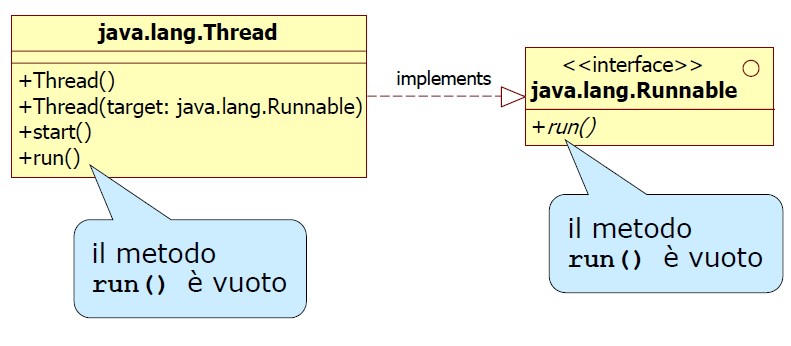 java.lang.Thread
+Thread()
+Thread(target: java.lang.Runnable)
+start()
+run()
implements
<<interface>>
java.lang.Runnable
+run()
il metodo
run() è vuoto
il metodo
run() è vuoto